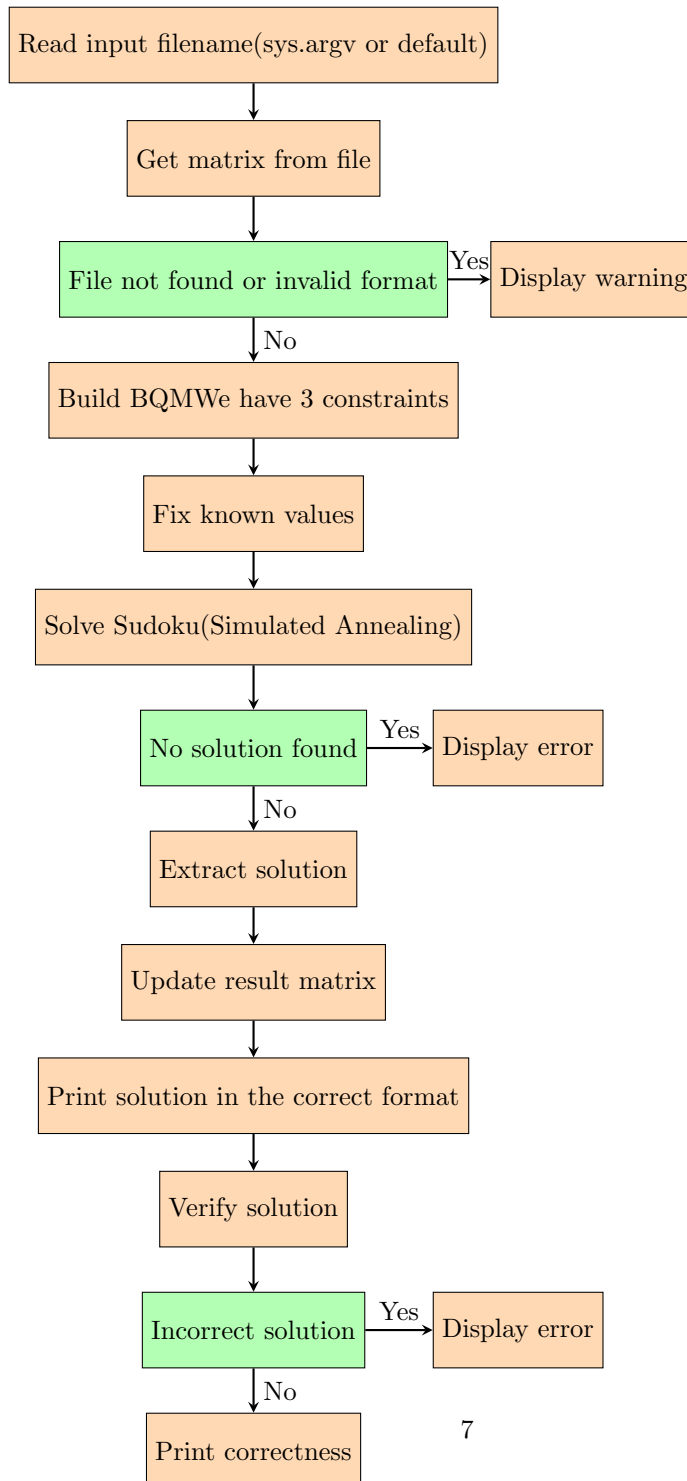 Read input filename(sys.argv or default)
Get matrix from file
File not found or invalid format
Yes
Display warning
No
Build BQMWe have 3 constraints
Fix known values
Solve Sudoku(Simulated Annealing)
No solution found
Yes
Display error
No
Extract solution
Update result matrix
Print solution in the correct format
Verify solution
Incorrect solution
Yes
Display error
No
Print correctness
7